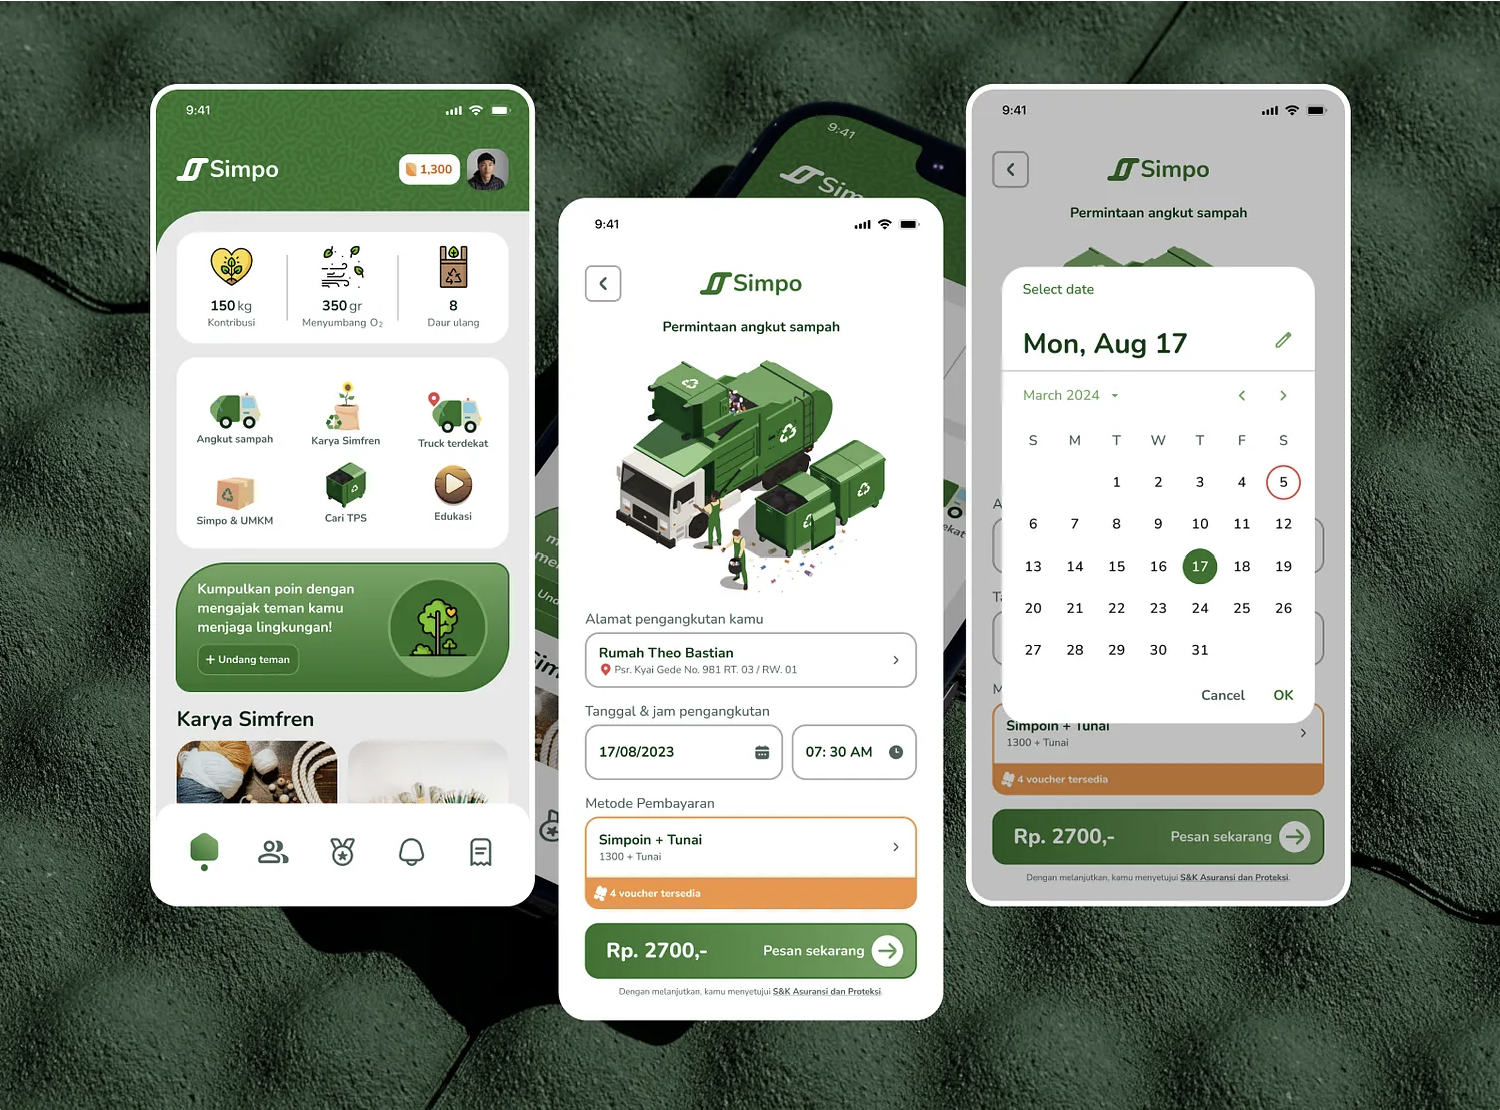 9:41
Simpo
1,300
150 kg
Kontribusi
350 gr
Menyumbang O₂
8
Daur ulang
Angkut sampah
Karya Simfren
Truck terdekat
Simpo & UMKM
Cari TPS
Edukasi
Kumpulkan poin dengan
mengajak teman kamu
menjaga lingkungan!
+ Undang teman
Karya Simfren
9:41
Sim
9:41
Simpo
Permintaan angkut sampah
Alamat pengangkutan kamu
Rumah Theo Bastian
Psr. Kyai Gede No. 981 RT. 03 / RW. 01
Tanggal & jam pengangkutan
17/08/2023
07: 30 AM
Metode Pembayaran
Simpoin + Tunai
1300 + Tunai
4 voucher tersedia
Rp. 2700,-
Pesan sekarang
Dengan melanjutkan, kamu menyetujui S&K Asuransi dan Proteksi.
9:41
Simpo
Permintaan angkut sampah
Select date
Mon, Aug 17
March 2024
S M T W T F S
1 2 3 4 5
6 7 8 9 10 11 12
13 14 15 16 17 18 19
20 21 22 23 24 25 26
27 28 29 30 31
Cancel OK
Simpoin + Tunai
1300 + Tunai
4 voucher tersedia
Rp. 2700,-
Pesan sekarang
Dengan melanjutkan, kamu menyetujui S&K Asuransi dan Proteksi.